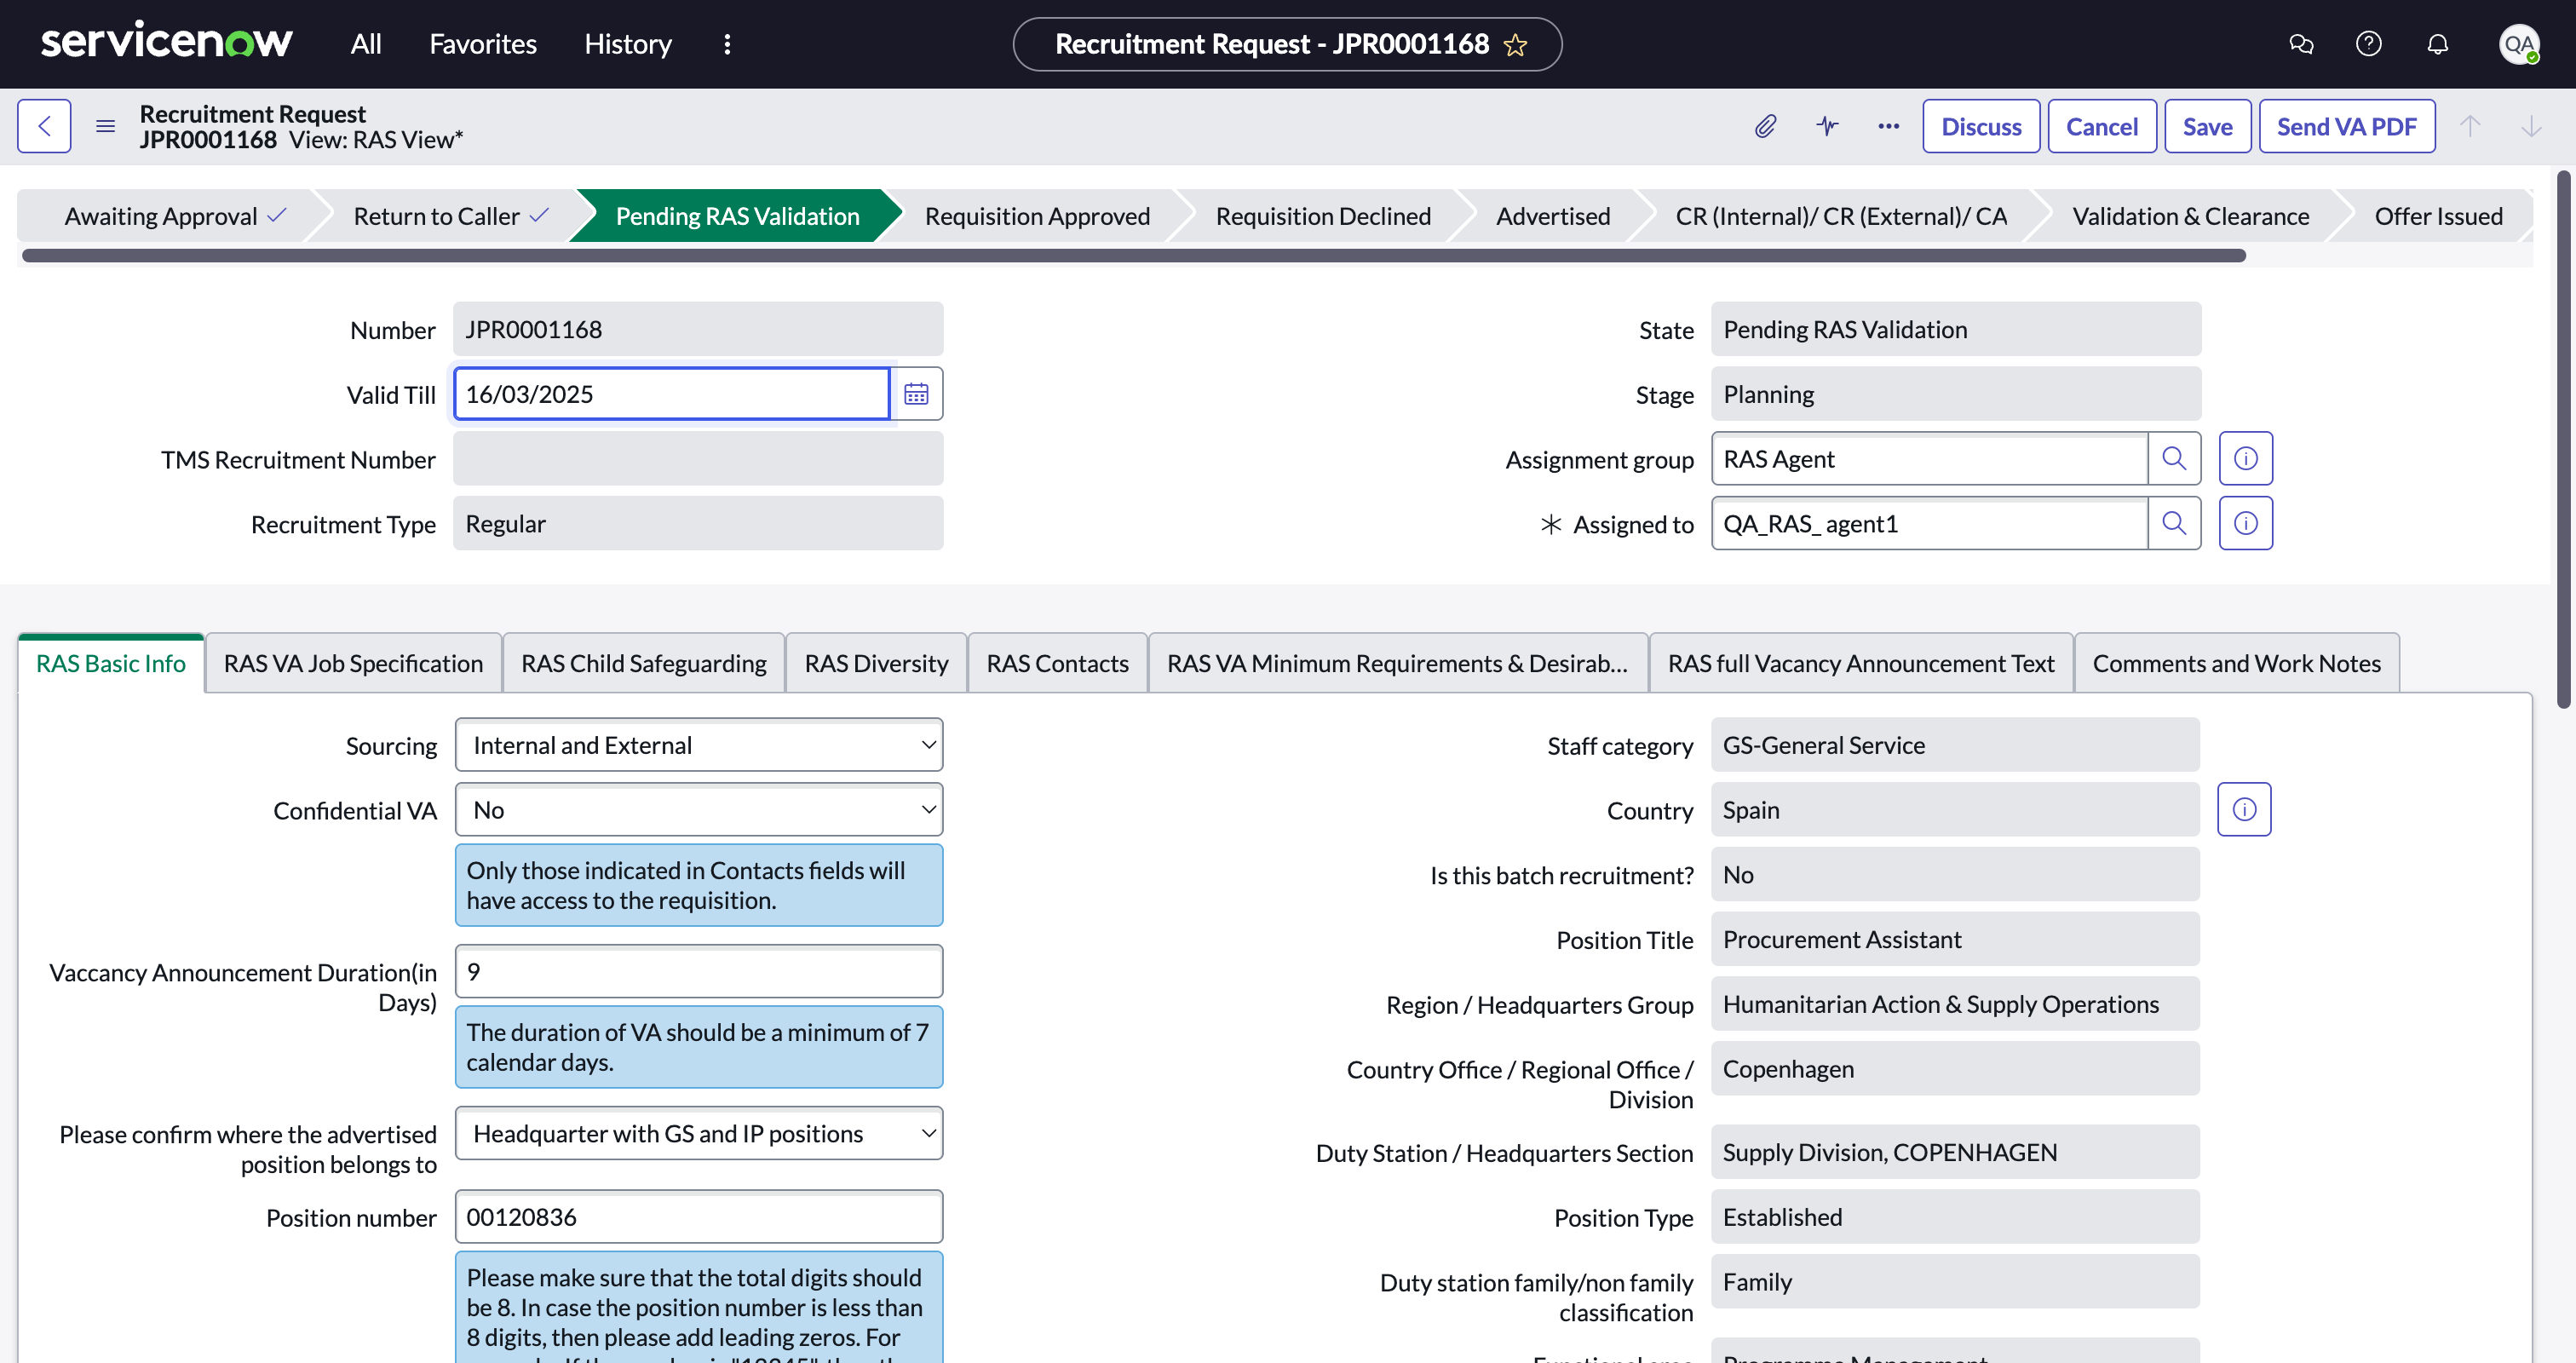 servicenow All Favorites History Recruitment Request - JPR0001168 QA
Recruitment Request
JPR0001168 View: RAS View*
Discuss Cancel Save Send VA PDF
Awaiting Approval Return to Caller Pending RAS Validation Requisition Approved Requisition Declined Advertised CR (Internal)/ CR (External)/ CA Validation & Clearance Offer Issued
Number JPR0001168
Valid Till 16/03/2025
TMS Recruitment Number
Recruitment Type Regular
State Pending RAS Validation
Stage Planning
Assignment group RAS Agent
* Assigned to QA_RAS_ agent1
RAS Basic Info RAS VA Job Specification RAS Child Safeguarding RAS Diversity RAS Contacts RAS VA Minimum Requirements & Desirab... RAS full Vacancy Announcement Text Comments and Work Notes
Sourcing Internal and External
Confidential VA No
Only those indicated in Contacts fields will
have access to the requisition.
Vaccancy Announcement Duration(in
Days)
9
The duration of VA should be a minimum of 7
calendar days.
Please confirm where the advertised
position belongs to
Headquarter with GS and IP positions
Position number 00120836
Please make sure that the total digits should
be 8. In case the position number is less than
8 digits, then please add leading zeros. For
Staff category GS-General Service
Country Spain
Is this batch recruitment? No
Position Title Procurement Assistant
Region / Headquarters Group Humanitarian Action & Supply Operations
Country Office / Regional Office /
Division
Copenhagen
Duty Station / Headquarters Section Supply Division, COPENHAGEN
Position Type Established
Duty station family/non family
classification
Family